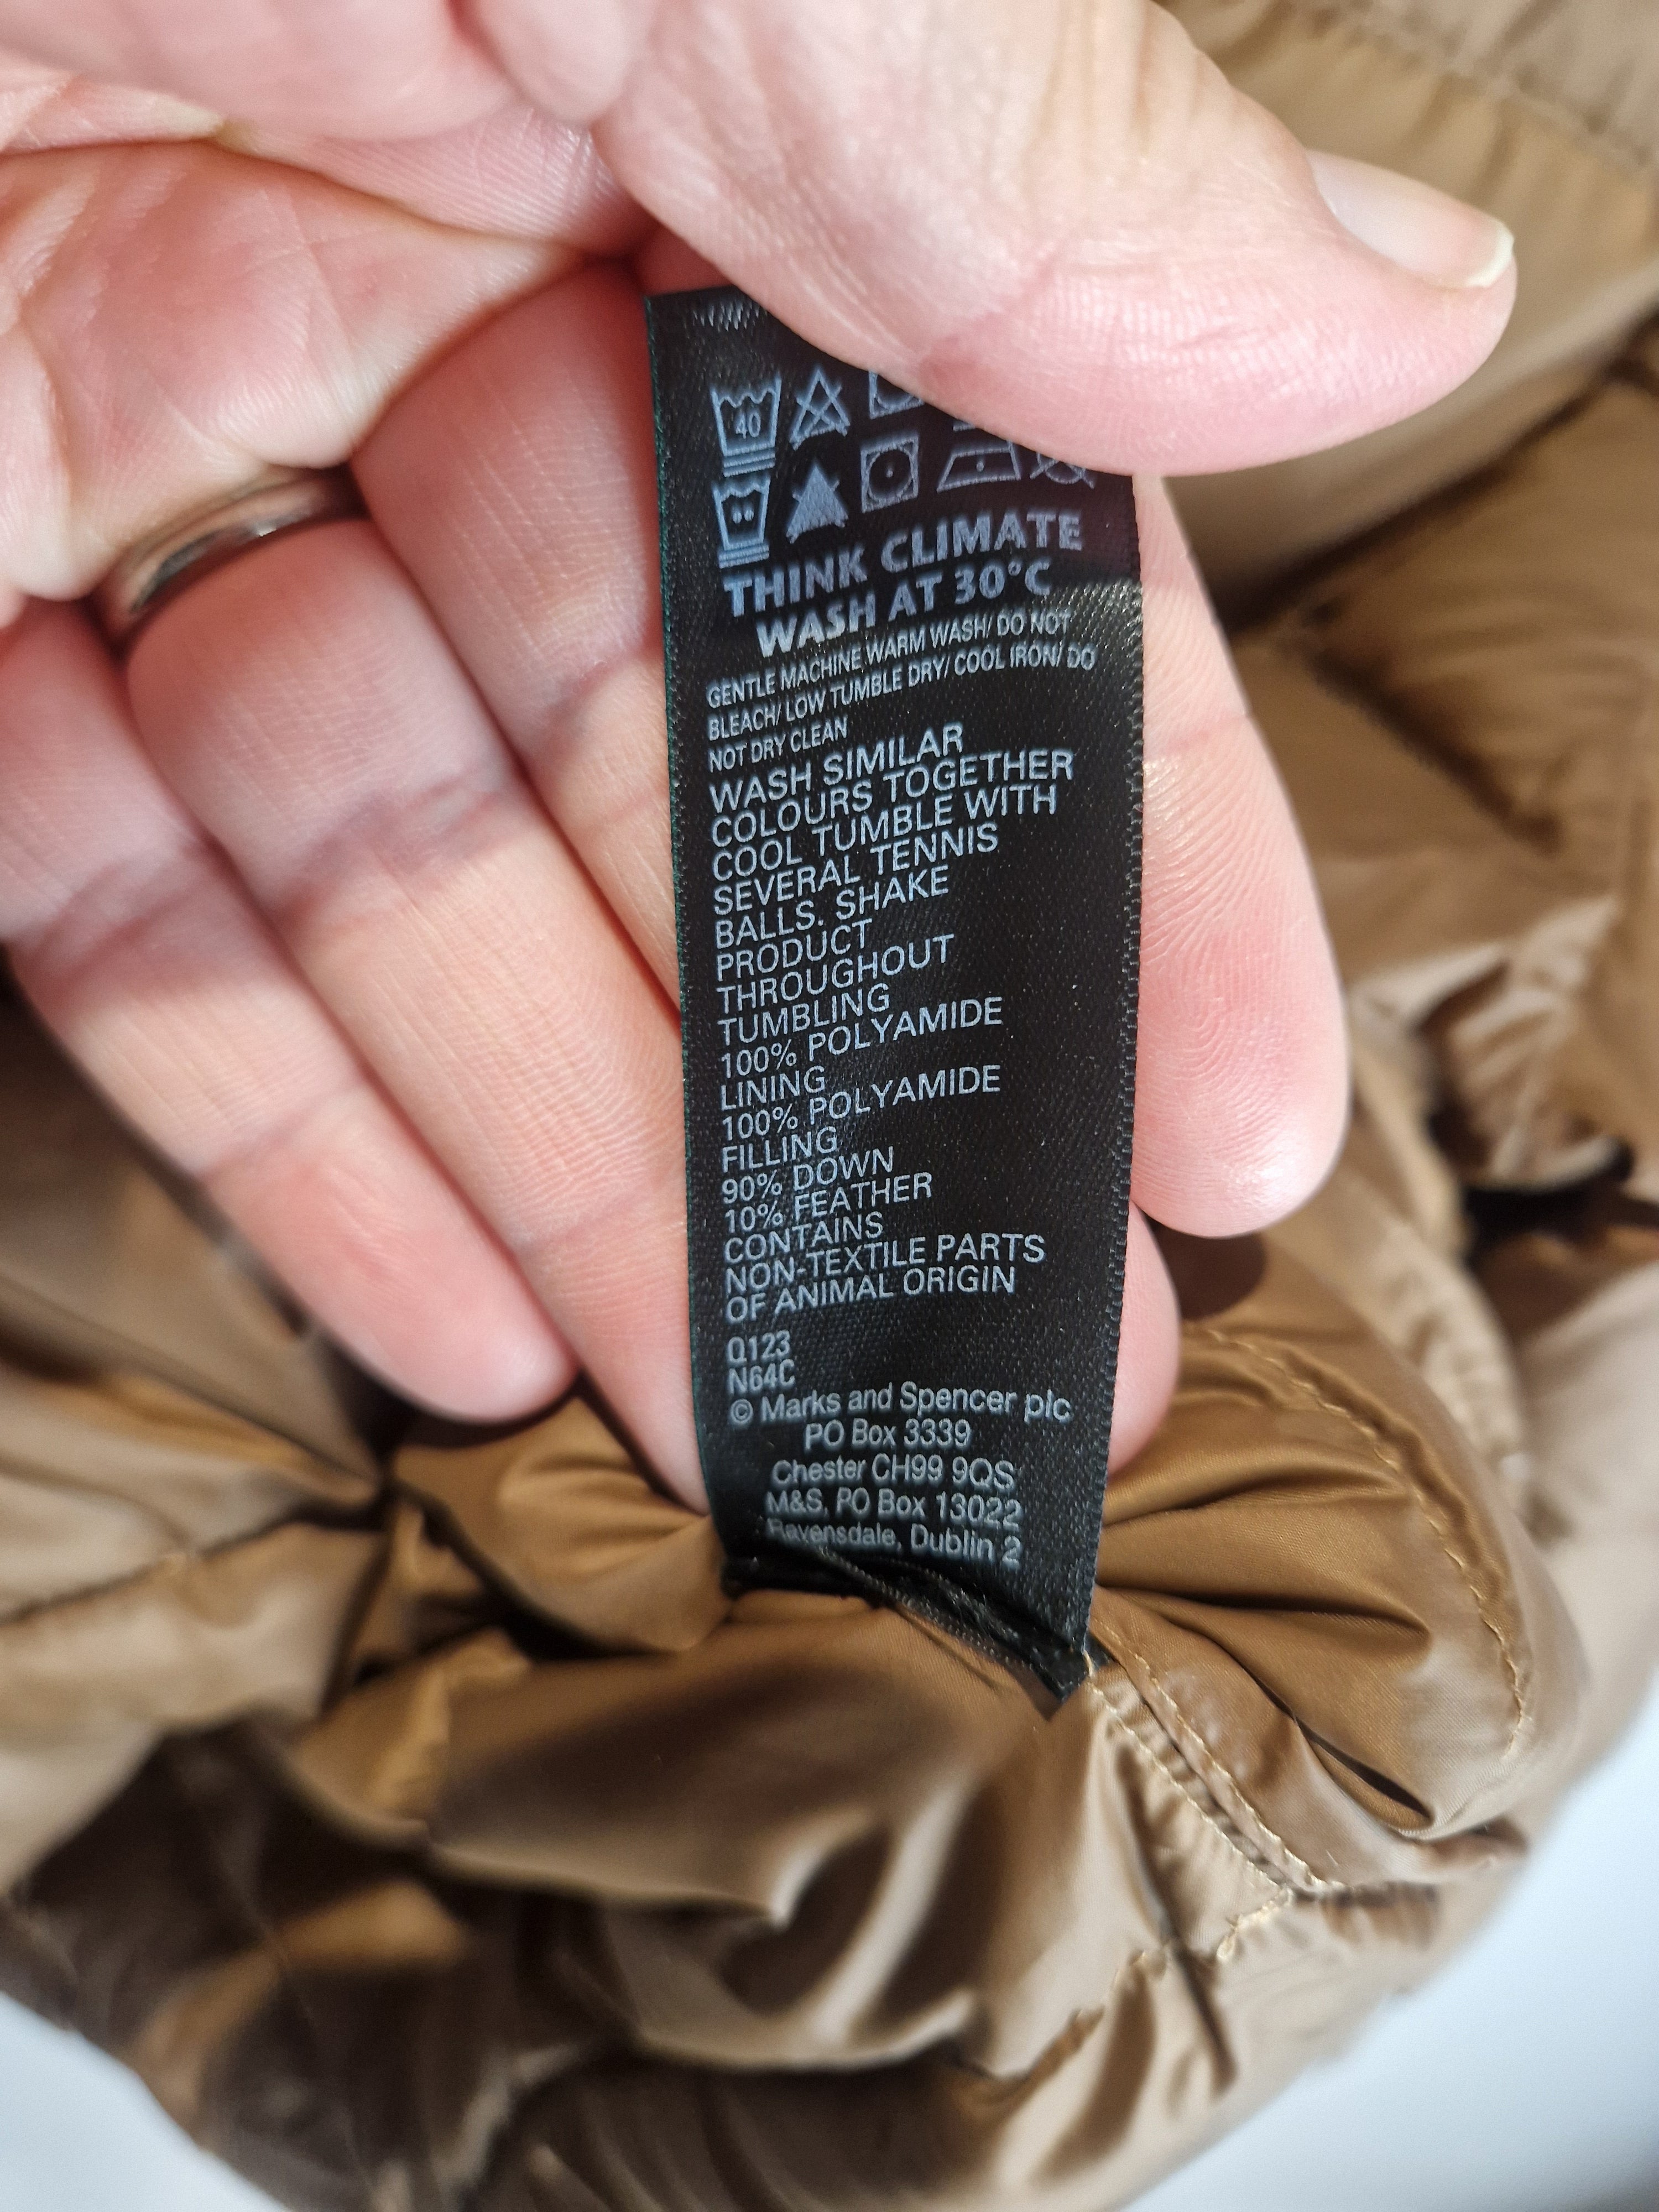 40
THINK CLIMATE
WASH AT 30°C
GENTLE MACHINE WARM WASH/ DO NOT
BLEACH/ LOW TUMBLE DRY/ COOL IRON/ DO
NOT DRY CLEAN
WASH SIMILAR
COLOURS TOGETHER
COOL TUMBLE WITH
SEVERAL TENNIS
BALLS. SHAKE
PRODUCT
THROUGHOUT
TUMBLING
100% POLYAMIDE
LINING
100% POLYAMIDE
FILLING
90% DOWN
10% FEATHER
CONTAINS
NON-TEXTILE PARTS
OF ANIMAL ORIGIN
Q123
N64C
© Marks and Spencer plc
PO Box 3339
Chester CH99 9QS
M&S, PO Box 13022
Ravensdale, Dublin 2